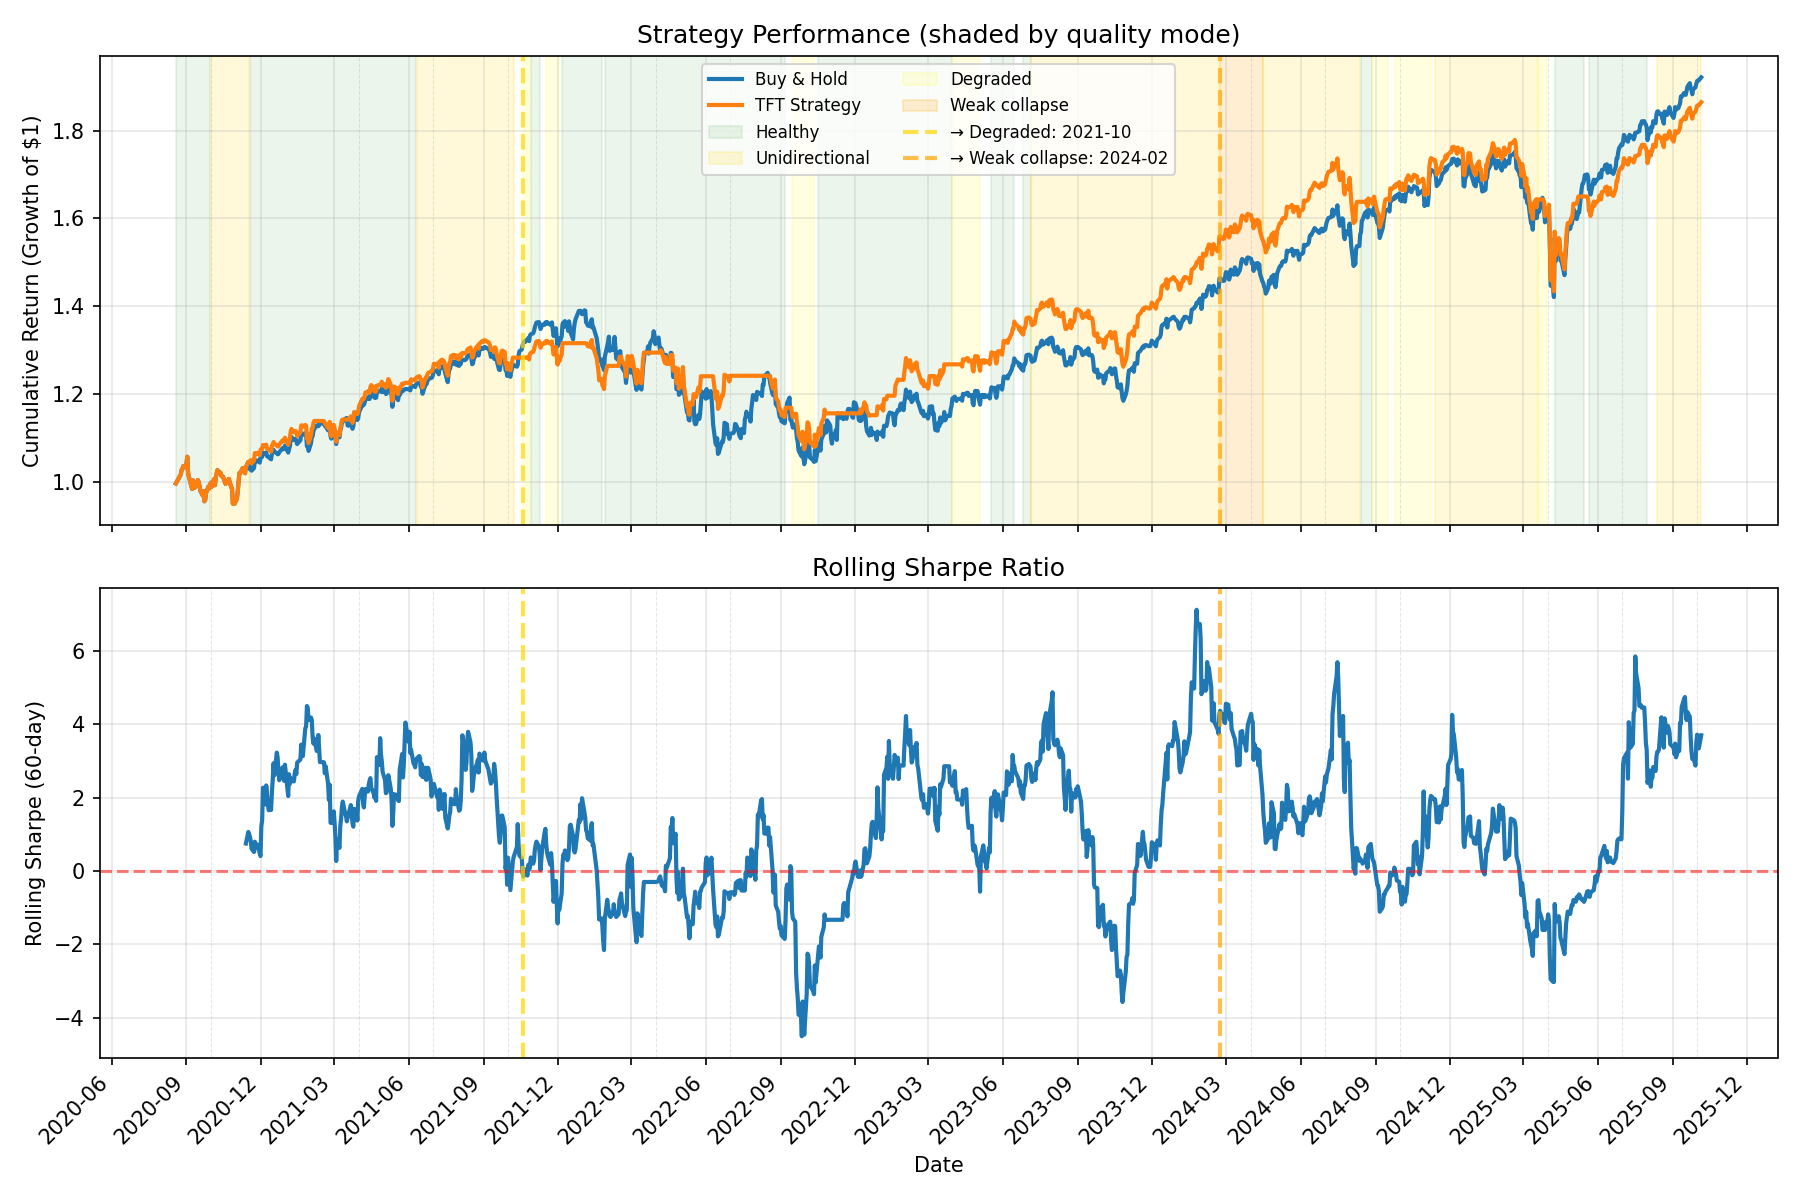 Strategy Performance (shaded by quality mode)
Cumulative Return (Growth of $1)
1.8
1.6
1.4
1.2
1.0
Buy & Hold
TFT Strategy
Healthy
Unidirectional
Degraded
Weak collapse
→ Degraded: 2021-10
→ Weak collapse: 2024-02
Rolling Sharpe Ratio
Rolling Sharpe (60-day)
6
4
2
0
−2
−4
2020-06
2020-09
2020-12
2021-03
2021-06
2021-09
2021-12
2022-03
2022-06
2022-09
2022-12
2023-03
2023-06
2023-09
2023-12
2024-03
2024-06
2024-09
2024-12
2025-03
2025-06
2025-09
2025-12
Date